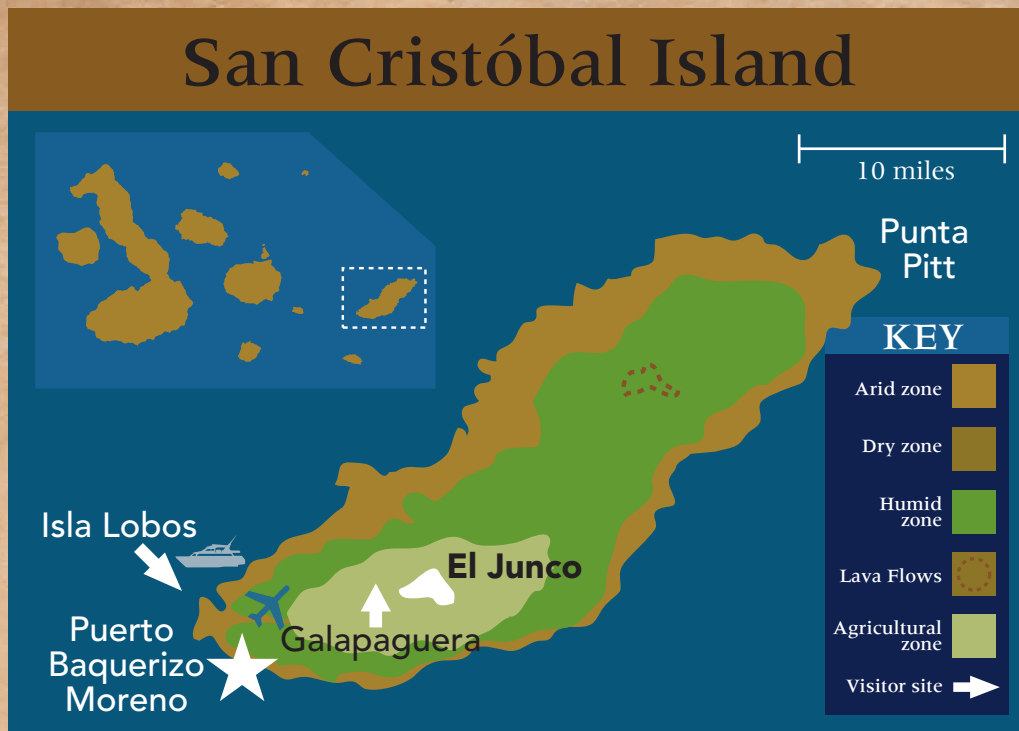 San Cristóbal Island
10 miles
Punta
Pitt
KEY
Arid zone
Dry zone
Humid
zone
Lava Flows
Agricultural
zone
Visitor site
Isla Lobos
El Junco
Galapaguera
Puerto
Baquerizo
Moreno